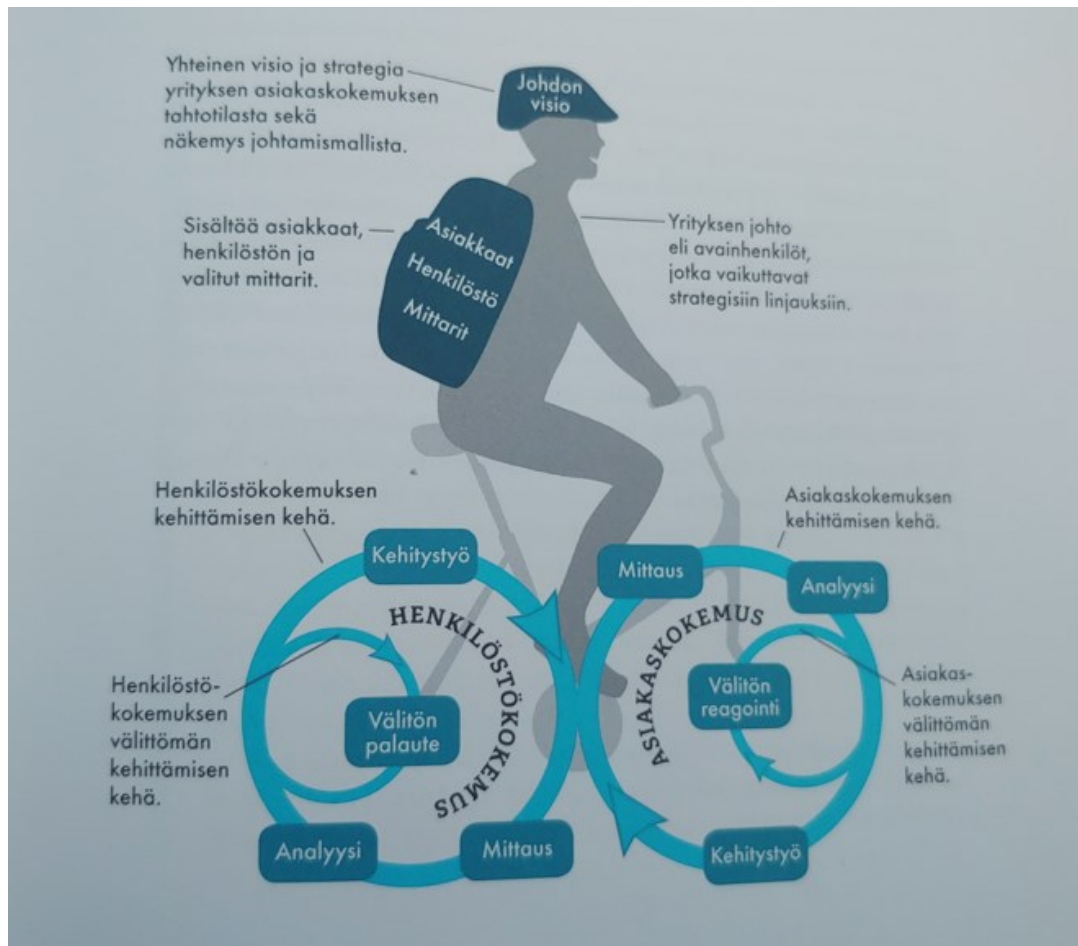 Yhteinen visio ja strategia
yrityksen asiakaskokemuksen
tahtotilasta sekä
näkemys johtamismallista.
Johdon
visio
Sisältää asiakkaat,
henkilöstön ja
valitut mittarit.
Asiakkaat
Henkilöstö
Mittarit
Yrityksen johto
eli avainhenkilöt,
jotka vaikuttavat
strategisiin linjauksiin.
Henkilöstökokemuksen
kehittämisen kehä.
Asiakaskokemuksen
kehittämisen kehä.
Kehitystyö
HENKILÖSTÖKOKEMUS
Henkilöstö-
kokemuksen
välittömän
kehittämisen
kehä.
Välitön
palaute
Analyysi
Mittaus
Mittaus
Analyysi
ASIAKASKOKEMUS
Välitön
reagointi
Asiakas-
kokemuksen
välittömän
kehittämisen
kehä.
Kehitystyö